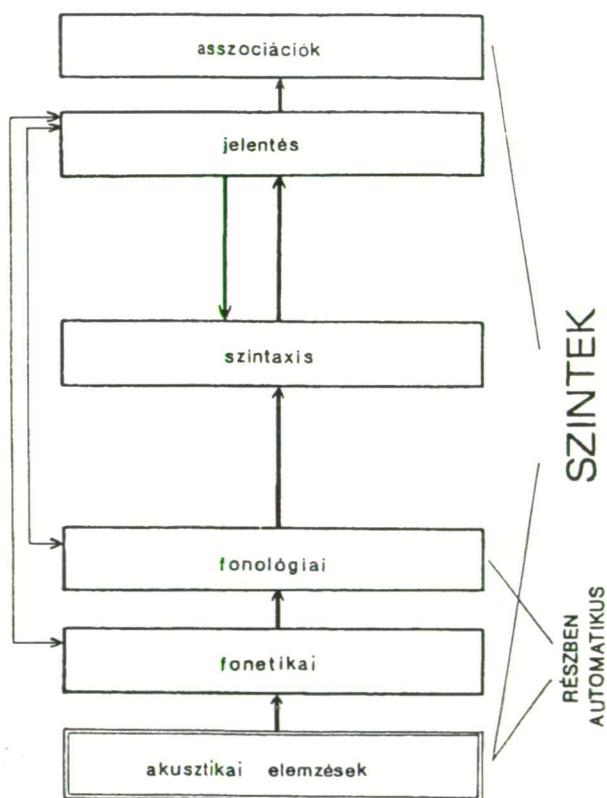 asszociációk
jelentés
szintaxis
fonológiai
fonetikai
akusztikai elemzések
SZINTEK
RÉSZBEN
AUTOMATIKUS